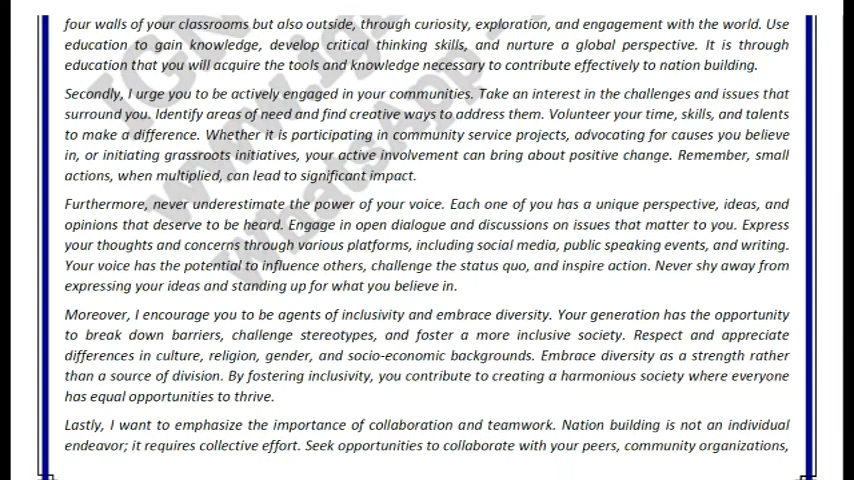 four walls of your classrooms but also outside, through curiosity, exploration, and engagement with the world. Use
education to gain knowledge, develop critical thinking skills, and nurture a global perspective. It is through
education that you will acquire the tools and knowledge necessary to contribute effectively to nation building.
Secondly, I urge you to be actively engaged in your communities. Take an interest in the challenges and issues that
surround you. Identify areas of need and find creative ways to address them. Volunteer your time, skills, and talents
to make a difference. Whether it is participating in community service projects, advocating for causes you believe
in, or initiating grassroots initiatives, your active involvement can bring about positive change. Remember, small
actions, when multiplied, can lead to significant impact.
Furthermore, never underestimate the power of your voice. Each one of you has a unique perspective, ideas, and
opinions that deserve to be heard. Engage in open dialogue and discussions on issues that matter to you. Express
your thoughts and concerns through various platforms, including social media, public speaking events, and writing.
Your voice has the potential to influence others, challenge the status quo, and inspire action. Never shy away from
expressing your ideas and standing up for what you believe in.
Moreover, I encourage you to be agents of inclusivity and embrace diversity. Your generation has the opportunity
to break down barriers, challenge stereotypes, and foster a more inclusive society. Respect and appreciate
differences in culture, religion, gender, and socio-economic backgrounds. Embrace diversity as a strength rather
than a source of division. By fostering inclusivity, you contribute to creating a harmonious society where everyone
has equal opportunities to thrive.
Lastly, I want to emphasize the importance of collaboration and teamwork. Nation building is not an individual
endeavor; it requires collective effort. Seek opportunities to collaborate with your peers, community organizations,
WhatsApp -